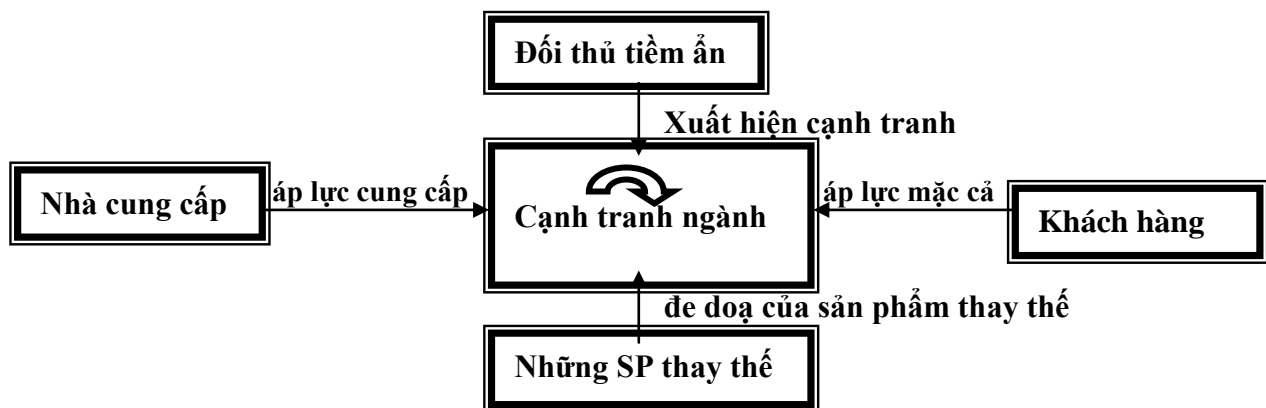 Đối thủ tiềm ẩn
Xuất hiện cạnh tranh
Nhà cung cấp
áp lực cung cấp
Cạnh tranh ngành
áp lực mặc cả
Khách hàng
đe doạ của sản phẩm thay thế
Những SP thay thế